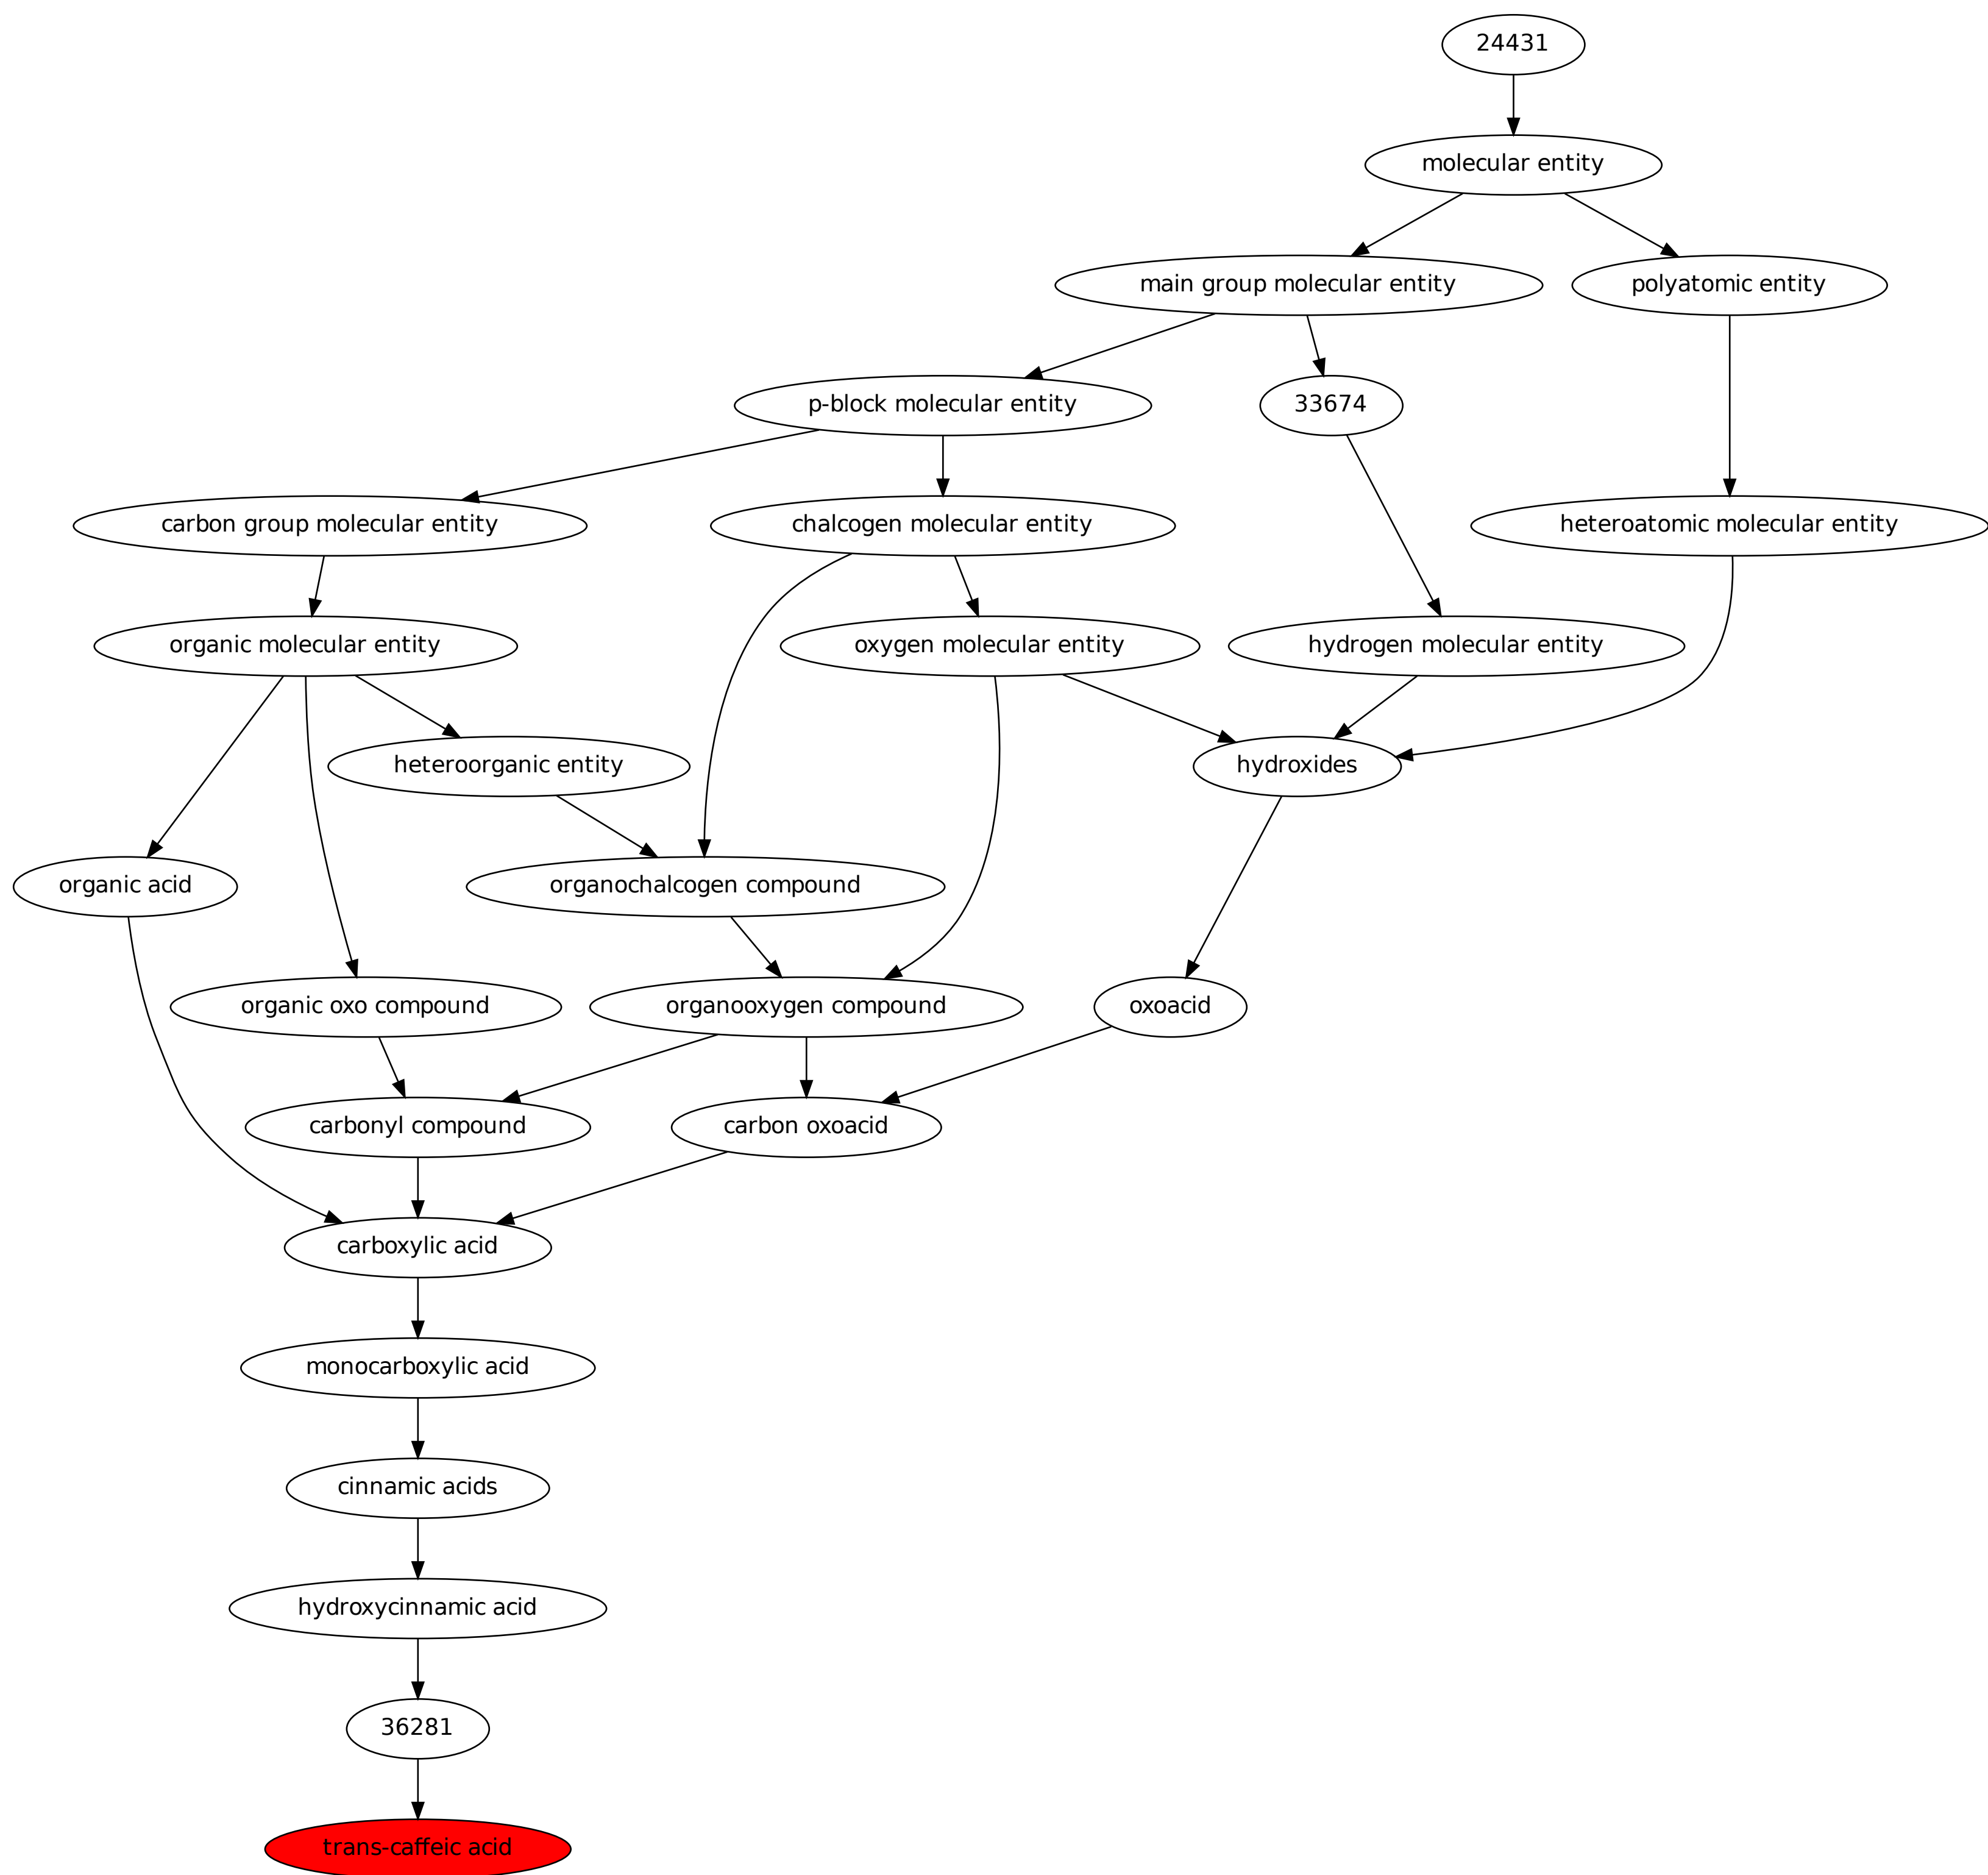 24431
molecular entity
main group molecular entity
polyatomic entity
p-block molecular entity
33674
carbon group molecular entity
chalcogen molecular entity
heteroatomic molecular entity
organic molecular entity
oxygen molecular entity
hydrogen molecular entity
heteroorganic entity
hydroxides
organic acid
organochalcogen compound
organic oxo compound
organooxygen compound
oxoacid
carbonyl compound
carbon oxoacid
carboxylic acid
monocarboxylic acid
cinnamic acids
hydroxycinnamic acid
36281
trans-caffeic acid